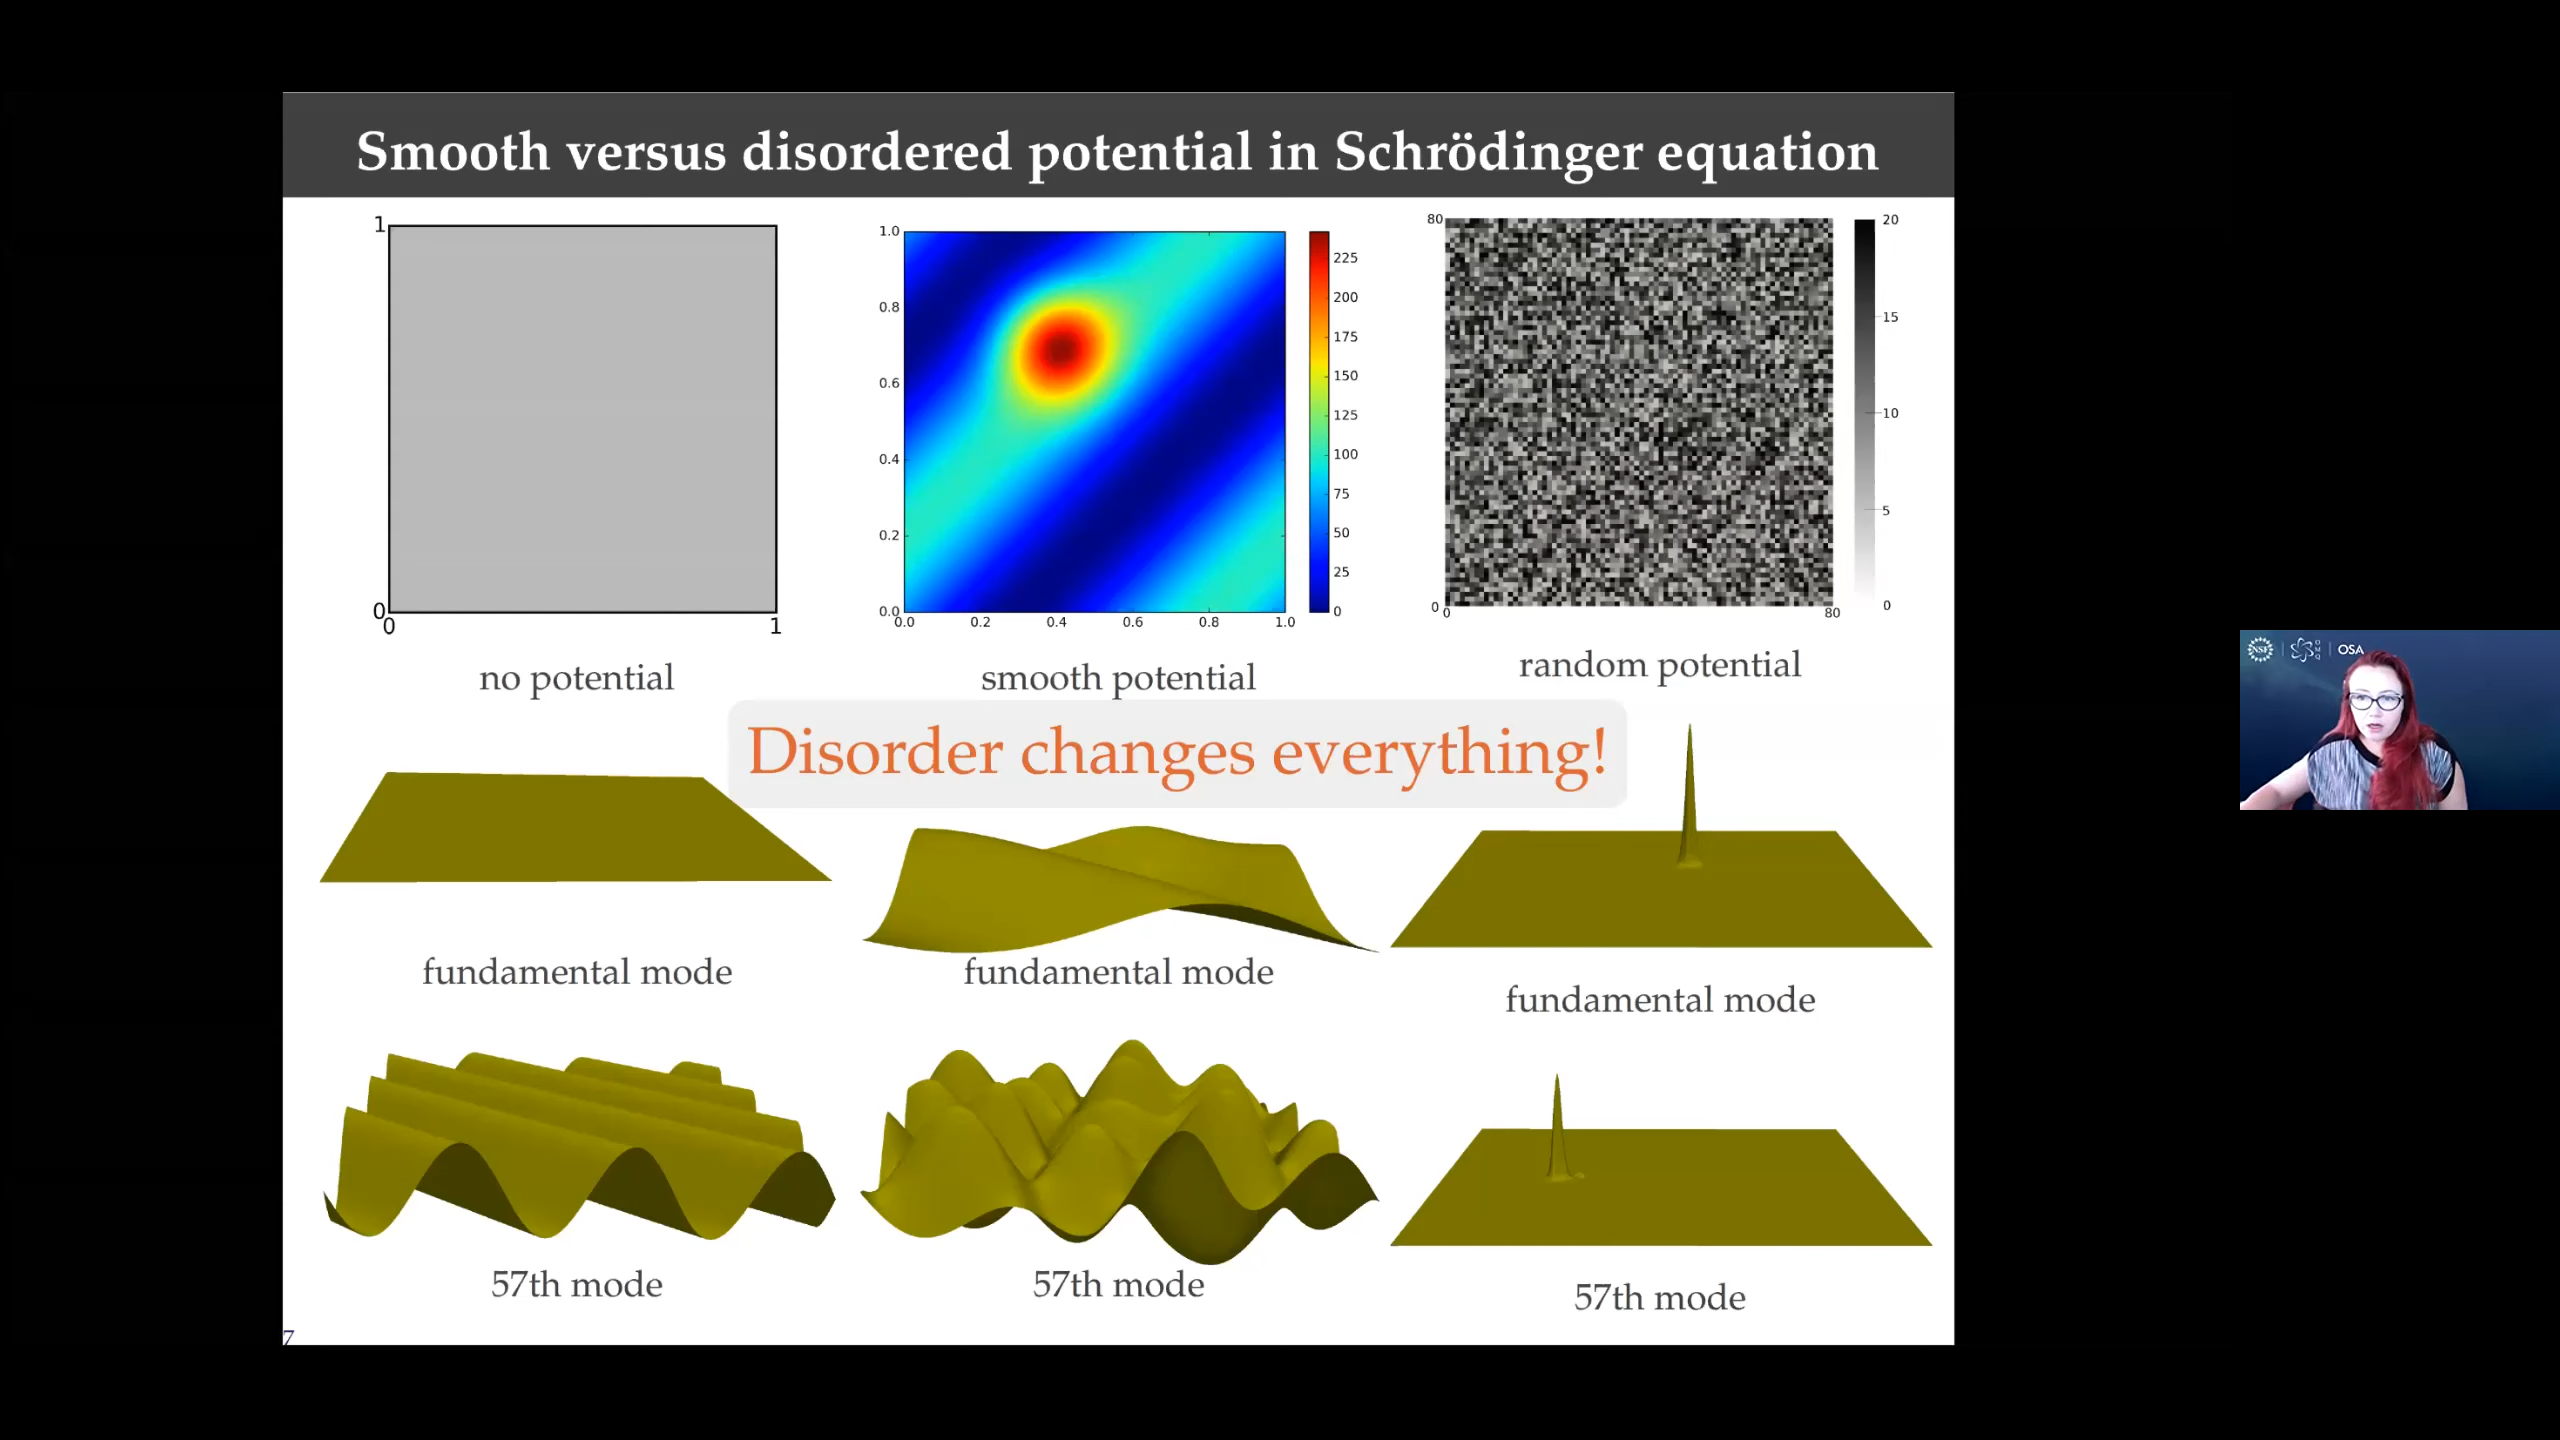 Smooth versus disordered potential in Schrödinger equation
1
0
0
1
1.0
0.8
0.6
0.4
0.2
0.0
0.0
0.2
0.4
0.6
0.8
1.0
225
200
175
150
125
100
75
50
25
0
80
0
0
80
20
15
10
5
0
no potential
smooth potential
random potential
Disorder changes everything!
fundamental mode
fundamental mode
fundamental mode
57th mode
57th mode
57th mode
7
NSF
OSA